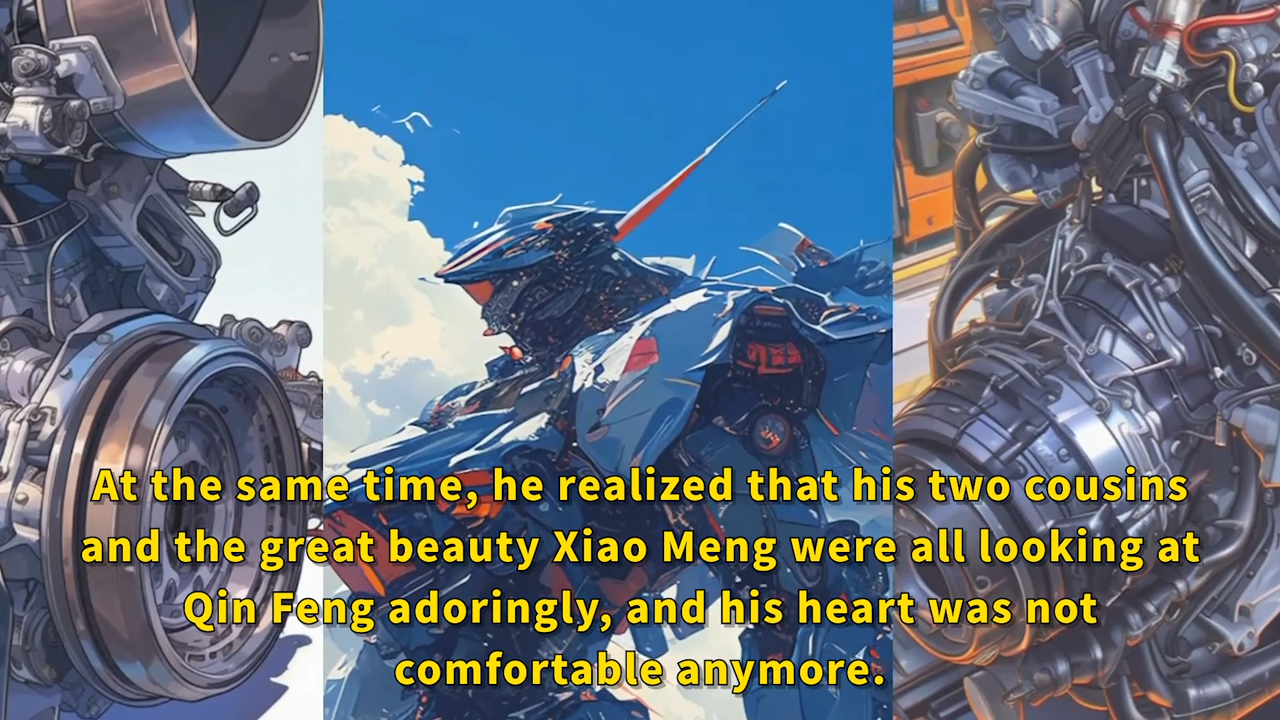 At the same time, he realized that his two cousins
and the great beauty Xiao Meng were all looking at
Qin Feng adoringly, and his heart was not
comfortable anymore.